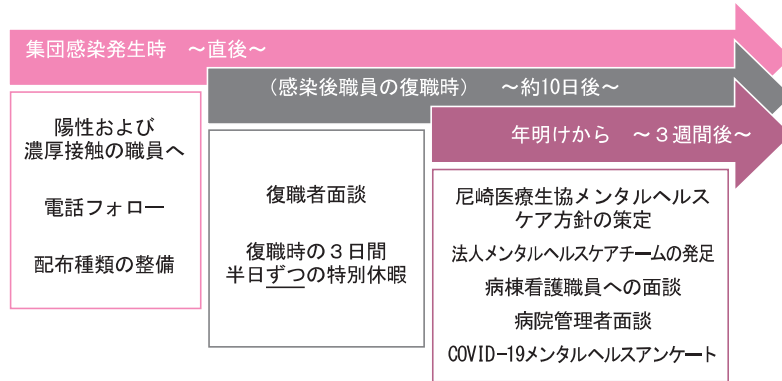 集団感染発生時 ～直後～
（感染後職員の復職時） ～約10日後～
年明けから ～３週間後～
陽性および
濃厚接触の職員へ
電話フォロー
配布種類の整備
復職者面談
復職時の３日間
半日ずつの特別休暇
尼崎医療生協メンタルヘルス
ケア方針の策定
法人メンタルヘルスケアチームの発足
病棟看護職員への面談
病院管理者面談
COVID-19メンタルヘルスアンケート